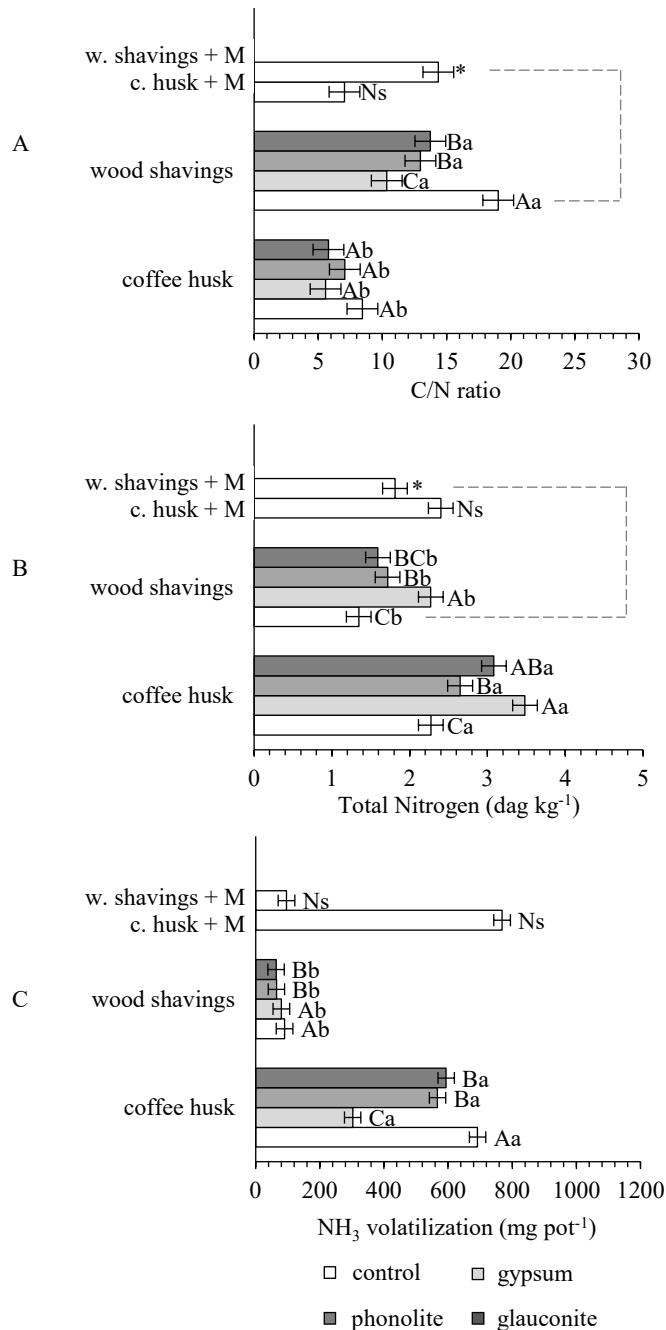 A
w. shavings + M
*
c. husk + M
Ns
wood shavings
Ba
Ba
Ca
Aa
coffee husk
Ab
Ab
Ab
Ab
0 5 10 15 20 25 30
C/N ratio
B
w. shavings + M
*
c. husk + M
Ns
wood shavings
BCb
Bb
Ab
Cb
coffee husk
ABa
Ba
Aa
Ca
0 1 2 3 4 5
Total Nitrogen (dag kg⁻¹)
C
w. shavings + M
Ns
c. husk + M
Ns
wood shavings
Bb
Bb
Ab
Ab
coffee husk
Ba
Ba
Ca
Aa
0 200 400 600 800 1000 1200
NH₃ volatilization (mg pot⁻¹)
control gypsum
phonolite glauconite